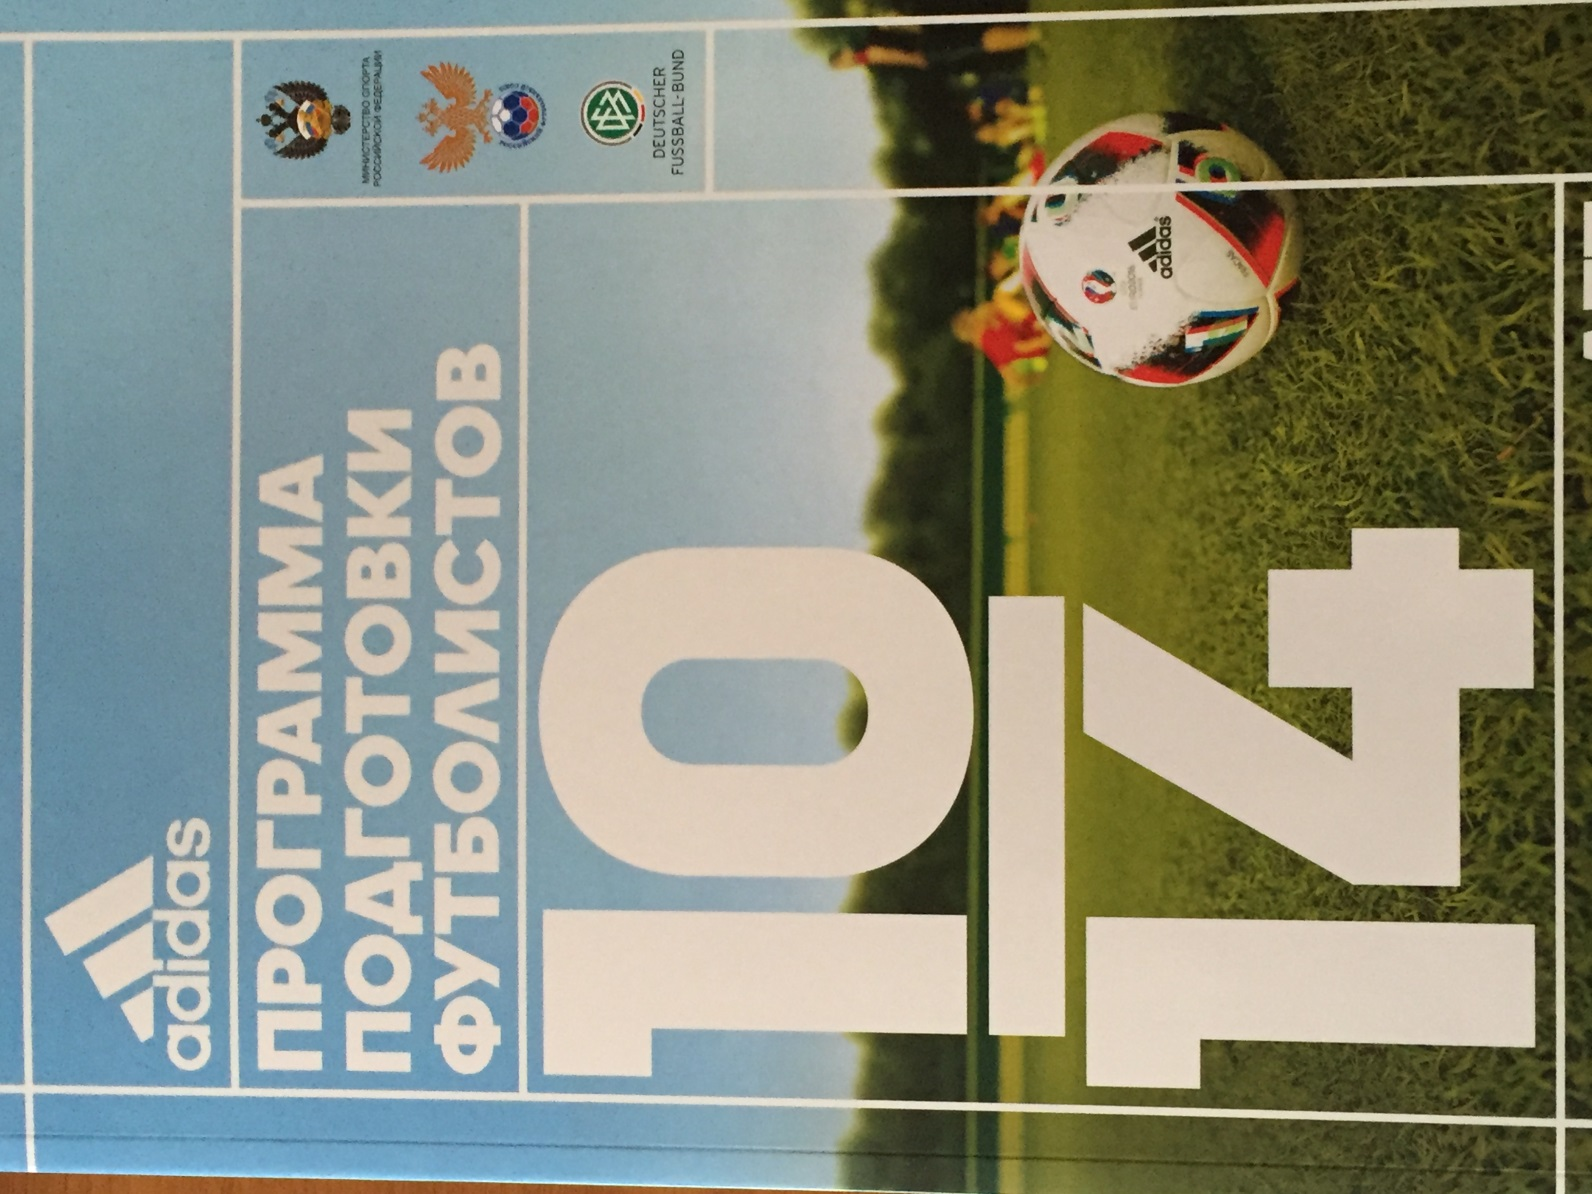 adidas
ПРОГРАММА
ПОДГОТОВКИ
ФУТБОЛИСТОВ
МИНИСТЕРСТВО СПОРТА
РОССИЙСКОЙ ФЕДЕРАЦИИ
DEUTSCHER
FUSSBALL-BUND
10
14
adidas